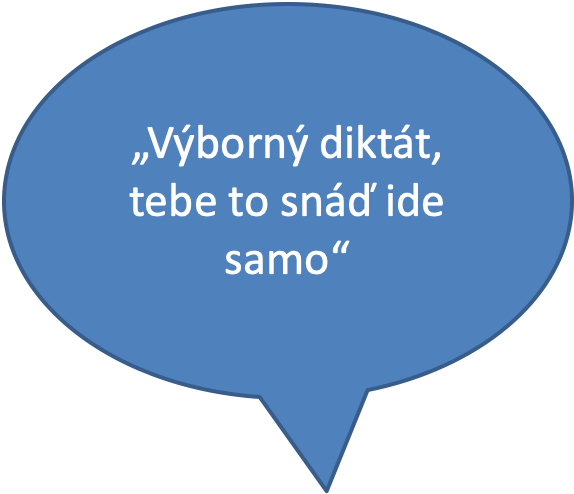 „Výborný diktát,
tebe to snáď ide
samo“